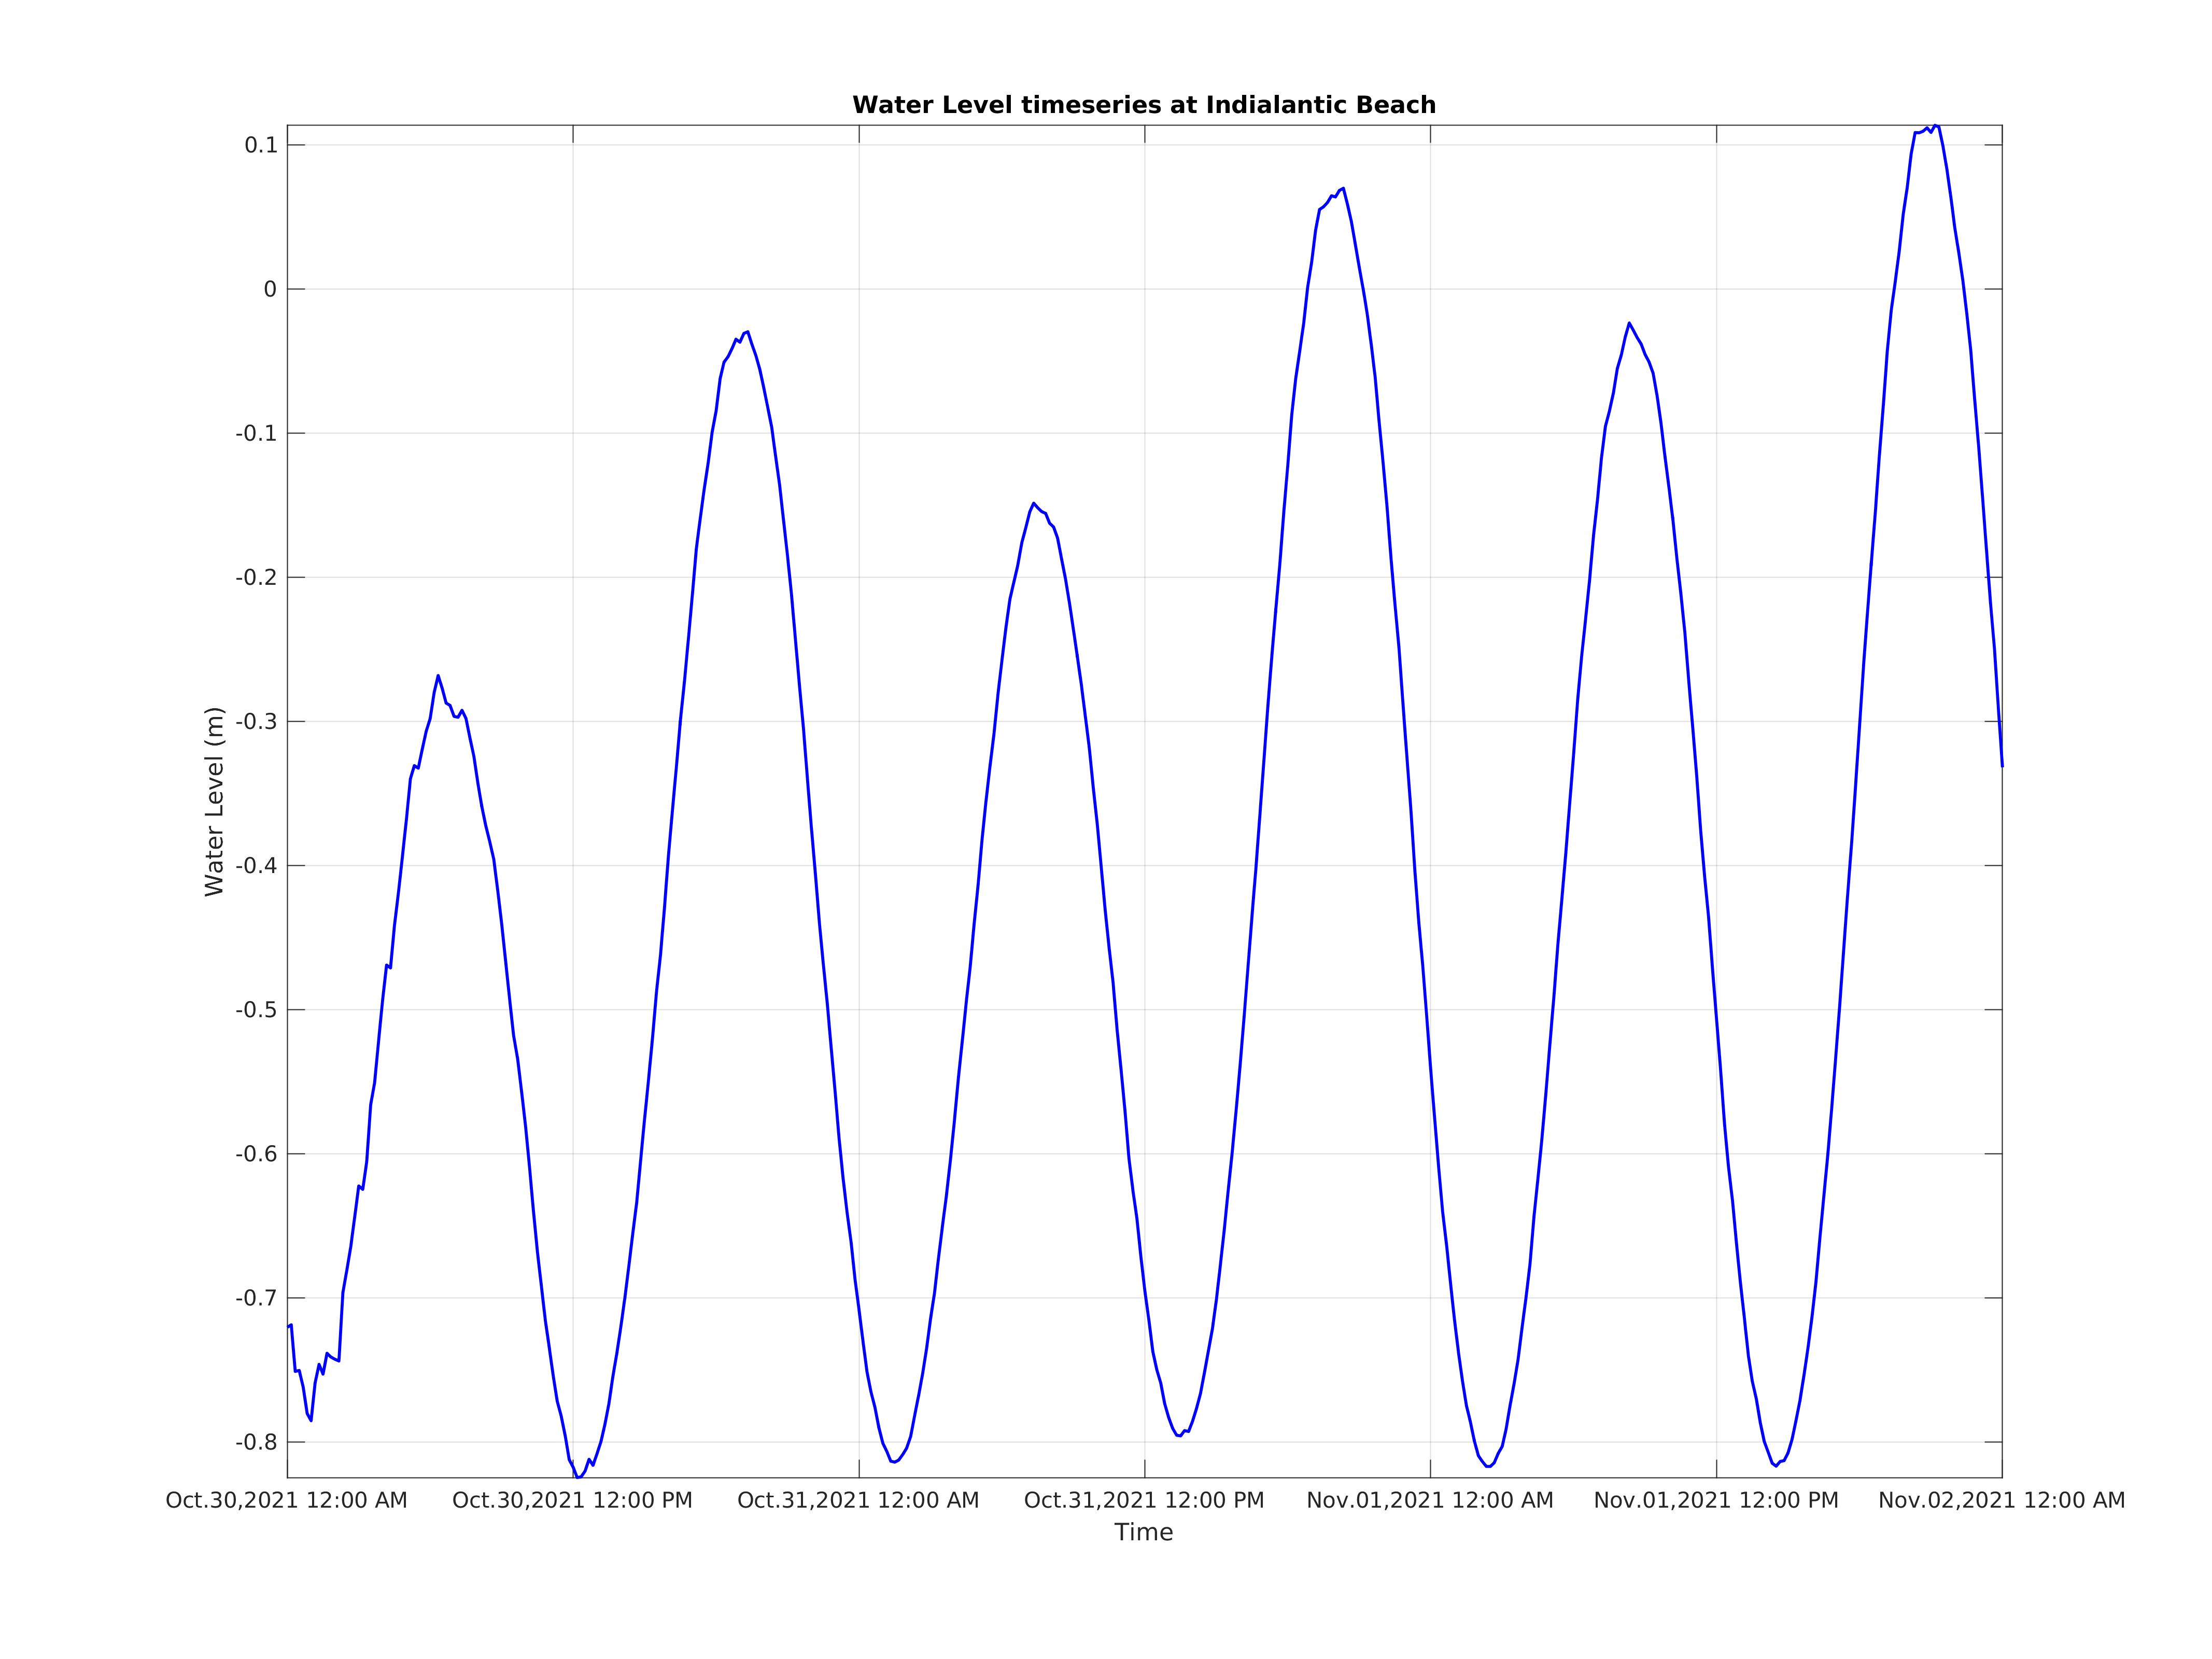 Water Level timeseries at Indialantic Beach
0.1
0
-0.1
-0.2
-0.3
-0.4
-0.5
-0.6
-0.7
-0.8
Water Level (m)
Oct.30,2021 12:00 AM
Oct.30,2021 12:00 PM
Oct.31,2021 12:00 AM
Oct.31,2021 12:00 PM
Nov.01,2021 12:00 AM
Nov.01,2021 12:00 PM
Nov.02,2021 12:00 AM
Time